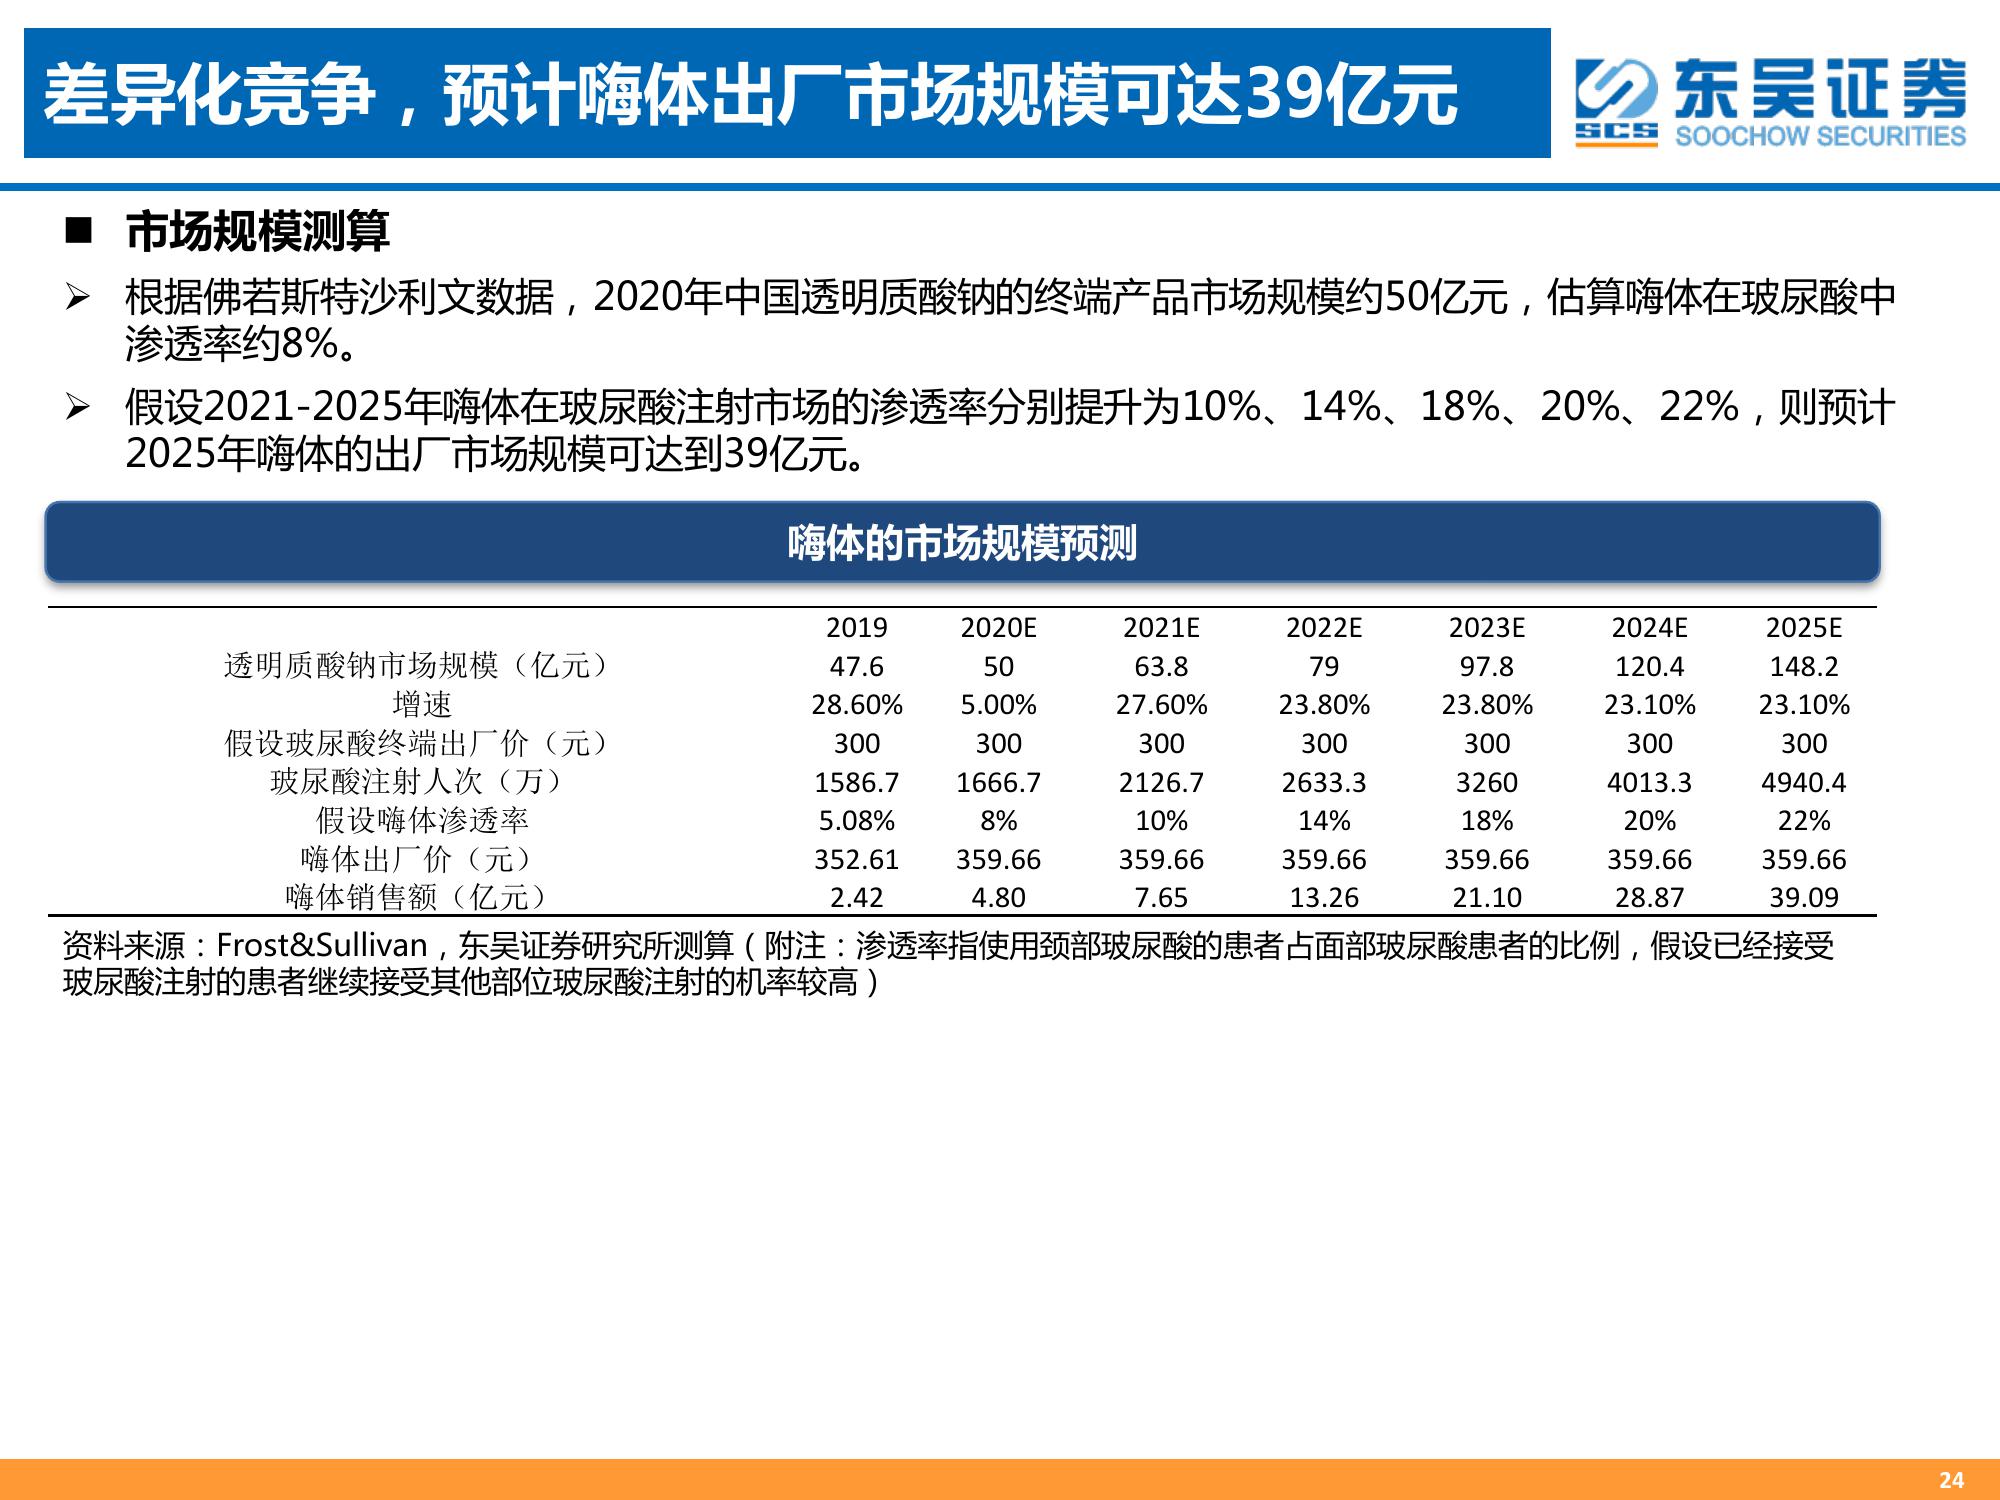 差异化竞争，预计嗨体出厂市场规模可达39亿元
东吴证券
SCS
SOOCHOW SECURITIES
■ 市场规模测算
➢ 根据佛若斯特沙利文数据，2020年中国透明质酸钠的终端产品市场规模约50亿元，估算嗨体在玻尿酸中
渗透率约8%。
➢ 假设2021-2025年嗨体在玻尿酸注射市场的渗透率分别提升为10%、14%、18%、20%、22%，则预计
2025年嗨体的出厂市场规模可达到39亿元。
嗨体的市场规模预测
2019 2020E 2021E 2022E 2023E 2024E 2025E
透明质酸钠市场规模（亿元） 47.6 50 63.8 79 97.8 120.4 148.2
增速 28.60% 5.00% 27.60% 23.80% 23.80% 23.10% 23.10%
假设玻尿酸终端出厂价（元） 300 300 300 300 300 300 300
玻尿酸注射人次（万） 1586.7 1666.7 2126.7 2633.3 3260 4013.3 4940.4
假设嗨体渗透率 5.08% 8% 10% 14% 18% 20% 22%
嗨体出厂价（元） 352.61 359.66 359.66 359.66 359.66 359.66 359.66
嗨体销售额（亿元） 2.42 4.80 7.65 13.26 21.10 28.87 39.09
资料来源：Frost&Sullivan，东吴证券研究所测算（附注：渗透率指使用颈部玻尿酸的患者占面部玻尿酸患者的比例，假设已经接受
玻尿酸注射的患者继续接受其他部位玻尿酸注射的机率较高）
24